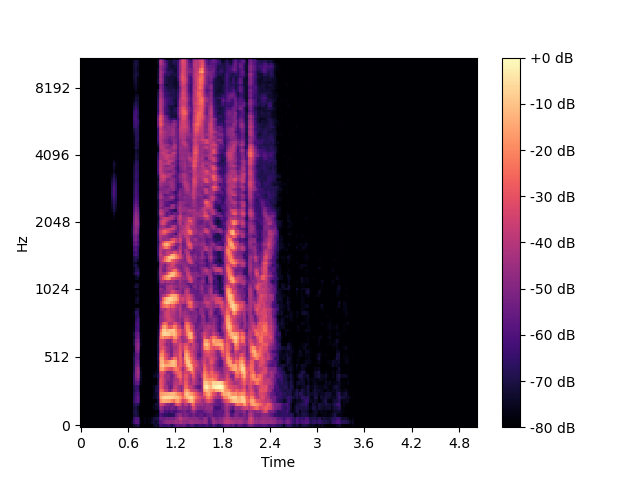 8192
4096
2048
1024
512
0
Hz
0 0.6 1.2 1.8 2.4 3 3.6 4.2 4.8
Time
+0 dB
-10 dB
-20 dB
-30 dB
-40 dB
-50 dB
-60 dB
-70 dB
-80 dB